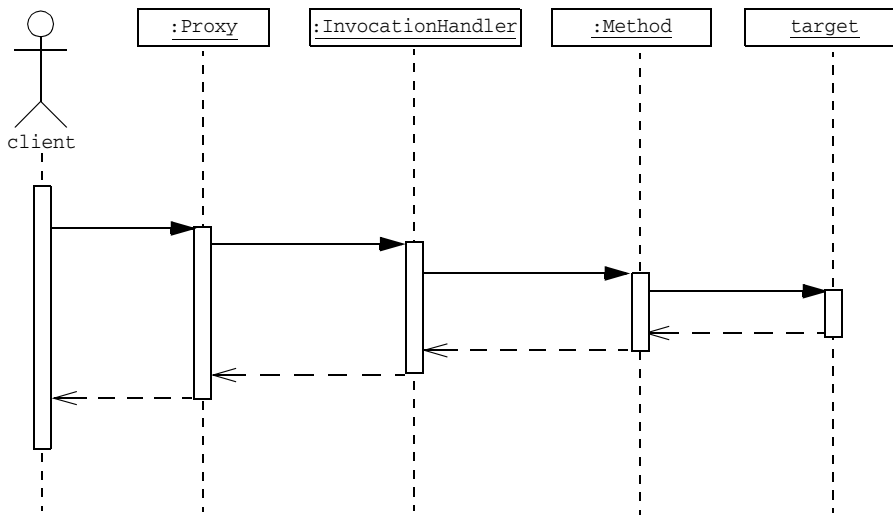 :Proxy
:InvocationHandler
:Method
target
client